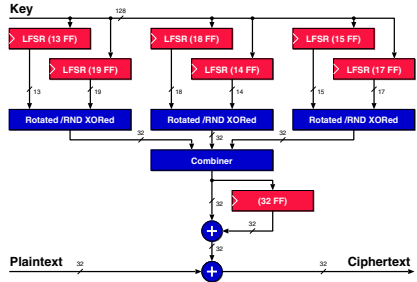 Key
128
LFSR (13 FF)
LFSR (18 FF)
LFSR (15 FF)
LFSR (19 FF)
LFSR (14 FF)
LFSR (17 FF)
13
19
18
14
15
17
Rotated /RND XORed
Rotated /RND XORed
Rotated /RND XORed
32
32
32
Combiner
32
(32 FF)
32
+
32
Plaintext
32
+
32
Ciphertext